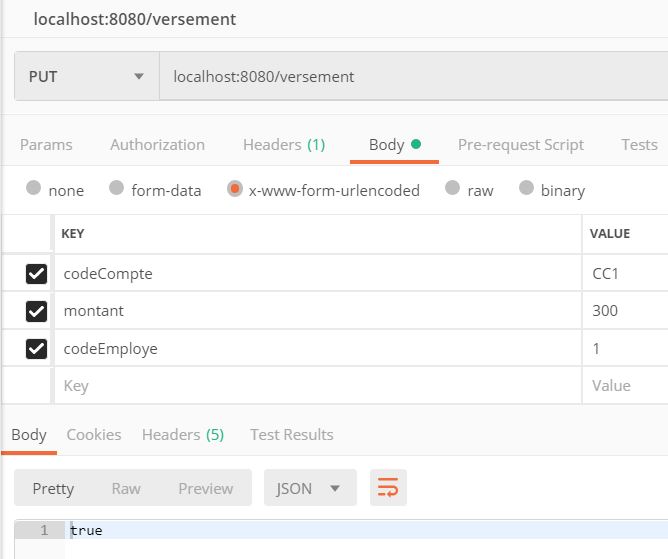 localhost:8080/versement
PUT localhost:8080/versement
Params Authorization Headers (1) Body Pre-request Script Tests
none form-data x-www-form-urlencoded raw binary
KEY VALUE
codeCompte CC1
montant 300
codeEmploye 1
Key Value
Body Cookies Headers (5) Test Results
Pretty Raw Preview JSON
1 true